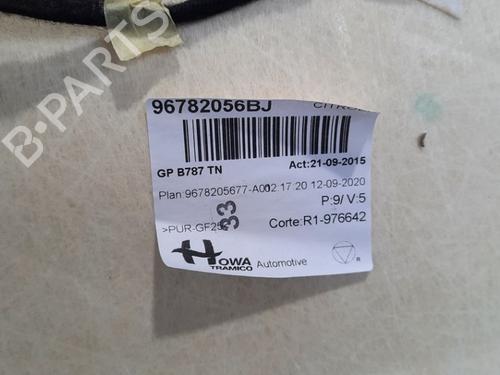 B-PARTS
96782056BJ
GP B787 TN Act:21-09-2015
Plan:9678205677-A002:17:20 12-09-2020
P:9/ V:5
33
>PUR-GF25
Corte:R1-976642
HOWA
TRAMICO Automotive